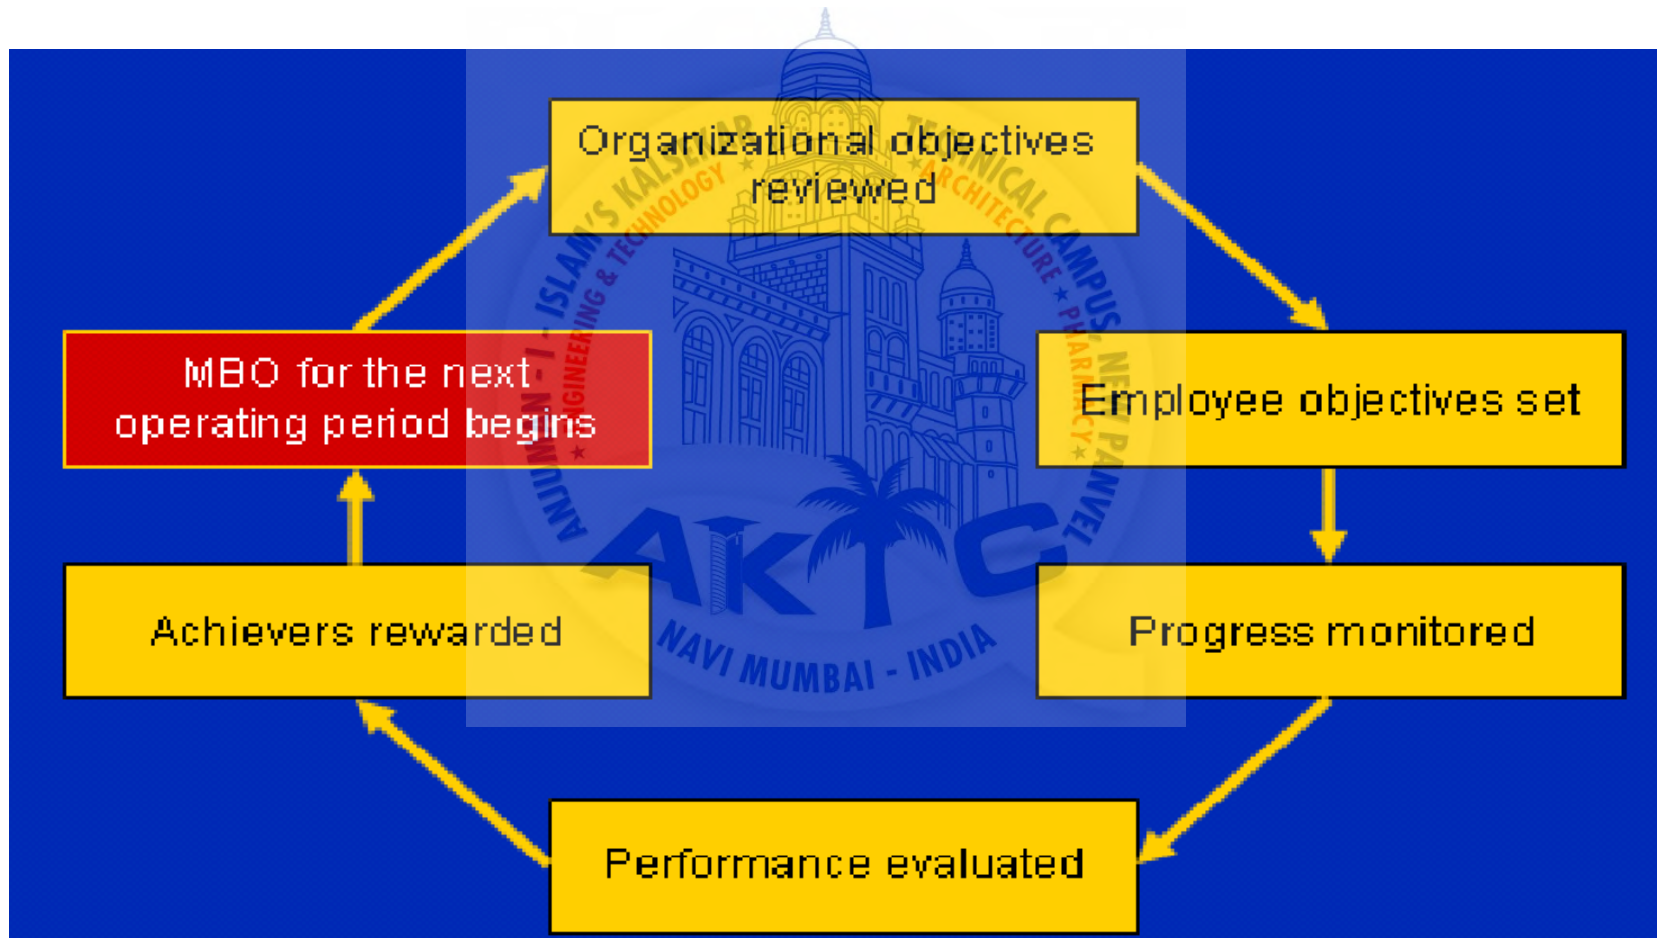 Organizational objectives
reviewed
MBO for the next
operating period begins
Employee objectives set
Achievers rewarded
Progress monitored
Performance evaluated
ANJUMAN - I - ISLAM'S KALSEKAR TECHNICAL CAMPUS, NEW PANVEL
★ ENGINEERING & TECHNOLOGY ★ ★ ARCHITECTURE ★ PHARMACY ★
AKTC
NAVI MUMBAI - INDIA